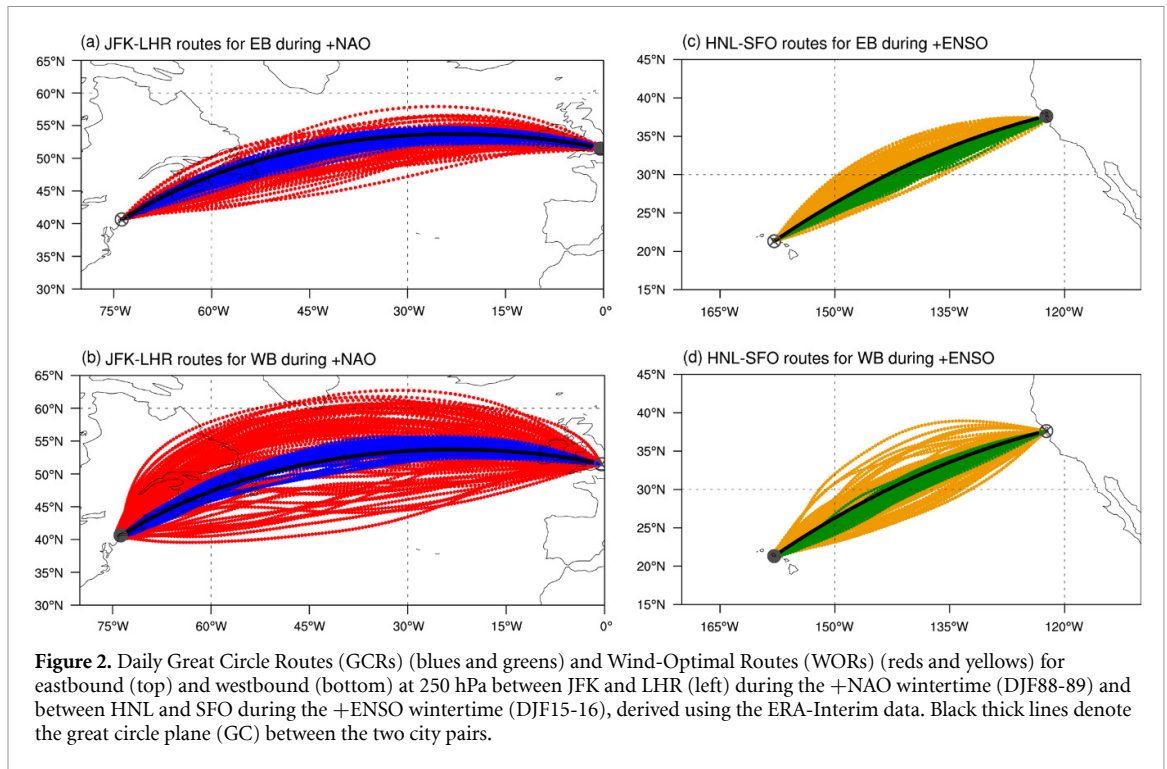 (a) JFK-LHR routes for EB during +NAO
65°N
60°N
55°N
50°N
45°N
40°N
35°N
30°N
75°W 60°W 45°W 30°W 15°W 0°
(c) HNL-SFO routes for EB during +ENSO
45°N
40°N
35°N
30°N
25°N
20°N
15°N
165°W 150°W 135°W 120°W
(b) JFK-LHR routes for WB during +NAO
65°N
60°N
55°N
50°N
45°N
40°N
35°N
30°N
75°W 60°W 45°W 30°W 15°W 0°
(d) HNL-SFO routes for WB during +ENSO
45°N
40°N
35°N
30°N
25°N
20°N
15°N
165°W 150°W 135°W 120°W
Figure 2. Daily Great Circle Routes (GCRs) (blues and greens) and Wind-Optimal Routes (WORs) (reds and yellows) for
eastbound (top) and westbound (bottom) at 250 hPa between JFK and LHR (left) during the +NAO wintertime (DJF88-89) and
between HNL and SFO during the +ENSO wintertime (DJF15-16), derived using the ERA-Interim data. Black thick lines denote
the great circle plane (GC) between the two city pairs.